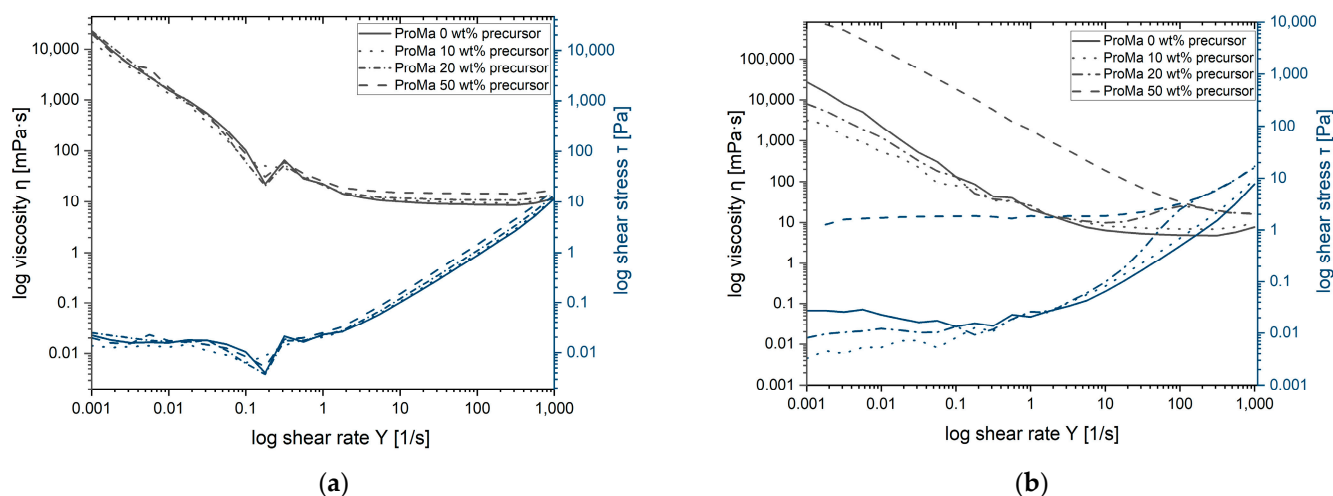 ProMa 0 wt% precursor
ProMa 10 wt% precursor
ProMa 20 wt% precursor
ProMa 50 wt% precursor
log viscosity η [mPa·s]
10,000
1,000
100
10
1
0.1
0.01
10,000
1,000
100
10
1
0.1
0.01
log shear stress τ [Pa]
0.001 0.01 0.1 1 10 100 1,000
log shear rate Y [1/s]
(a)
ProMa 0 wt% precursor
ProMa 10 wt% precursor
ProMa 20 wt% precursor
ProMa 50 wt% precursor
log viscosity η [mPa·s]
100,000
10,000
1,000
100
10
1
0.1
0.01
0.001
10,000
1,000
100
10
1
0.1
0.01
0.001
log shear stress τ [Pa]
0.001 0.01 0.1 1 10 100 1,000
log shear rate Y [1/s]
(b)